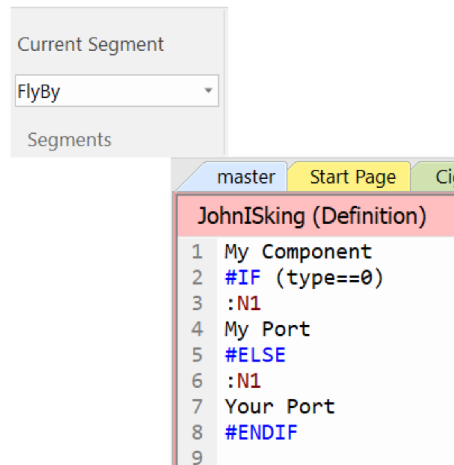 Current Segment
FlyBy
Segments
master Start Page
JohnISking (Definition)
1 My Component
2 #IF (type==0)
3 :N1
4 My Port
5 #ELSE
6 :N1
7 Your Port
8 #ENDIF
9